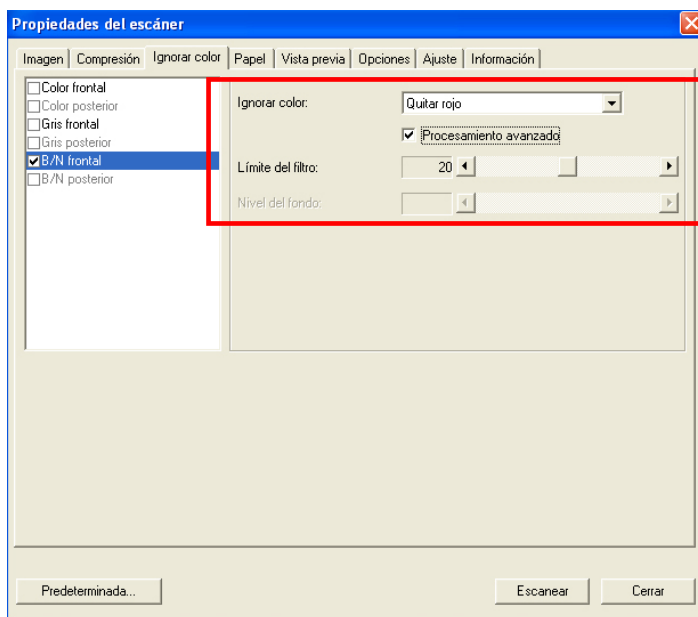 Propiedades del escáner
Imagen Compresión Ignorar color Papel Vista previa Opciones Ajuste Información
Color frontal
Color posterior
Gris frontal
Gris posterior
B/N frontal
B/N posterior
Ignorar color: Quitar rojo
Procesamiento avanzado
Límite del filtro: 20
Nivel del fondo:
Predeterminada... Escanear Cerrar